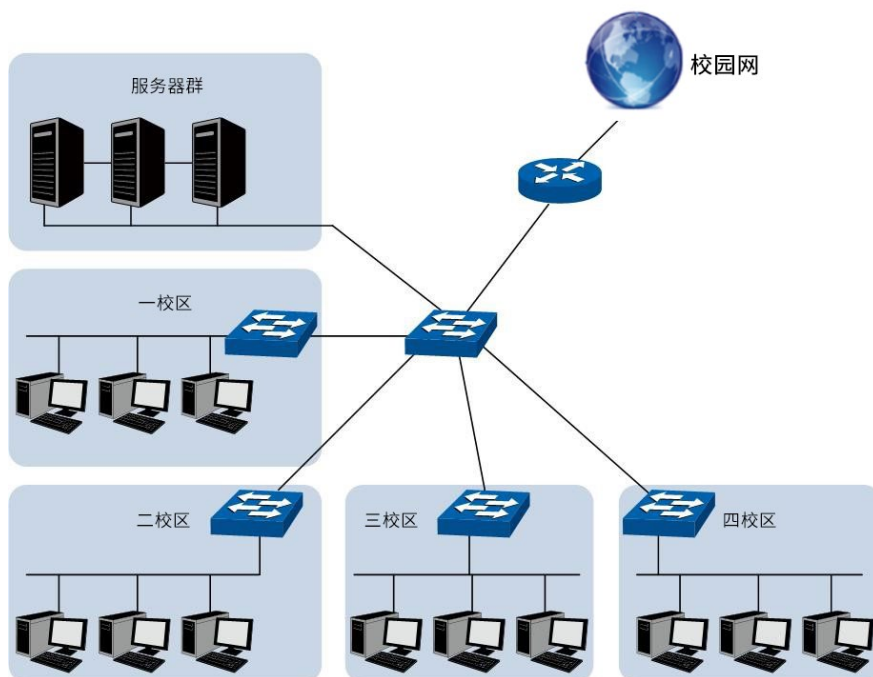 校园网
服务器群
一校区
二校区
三校区
四校区